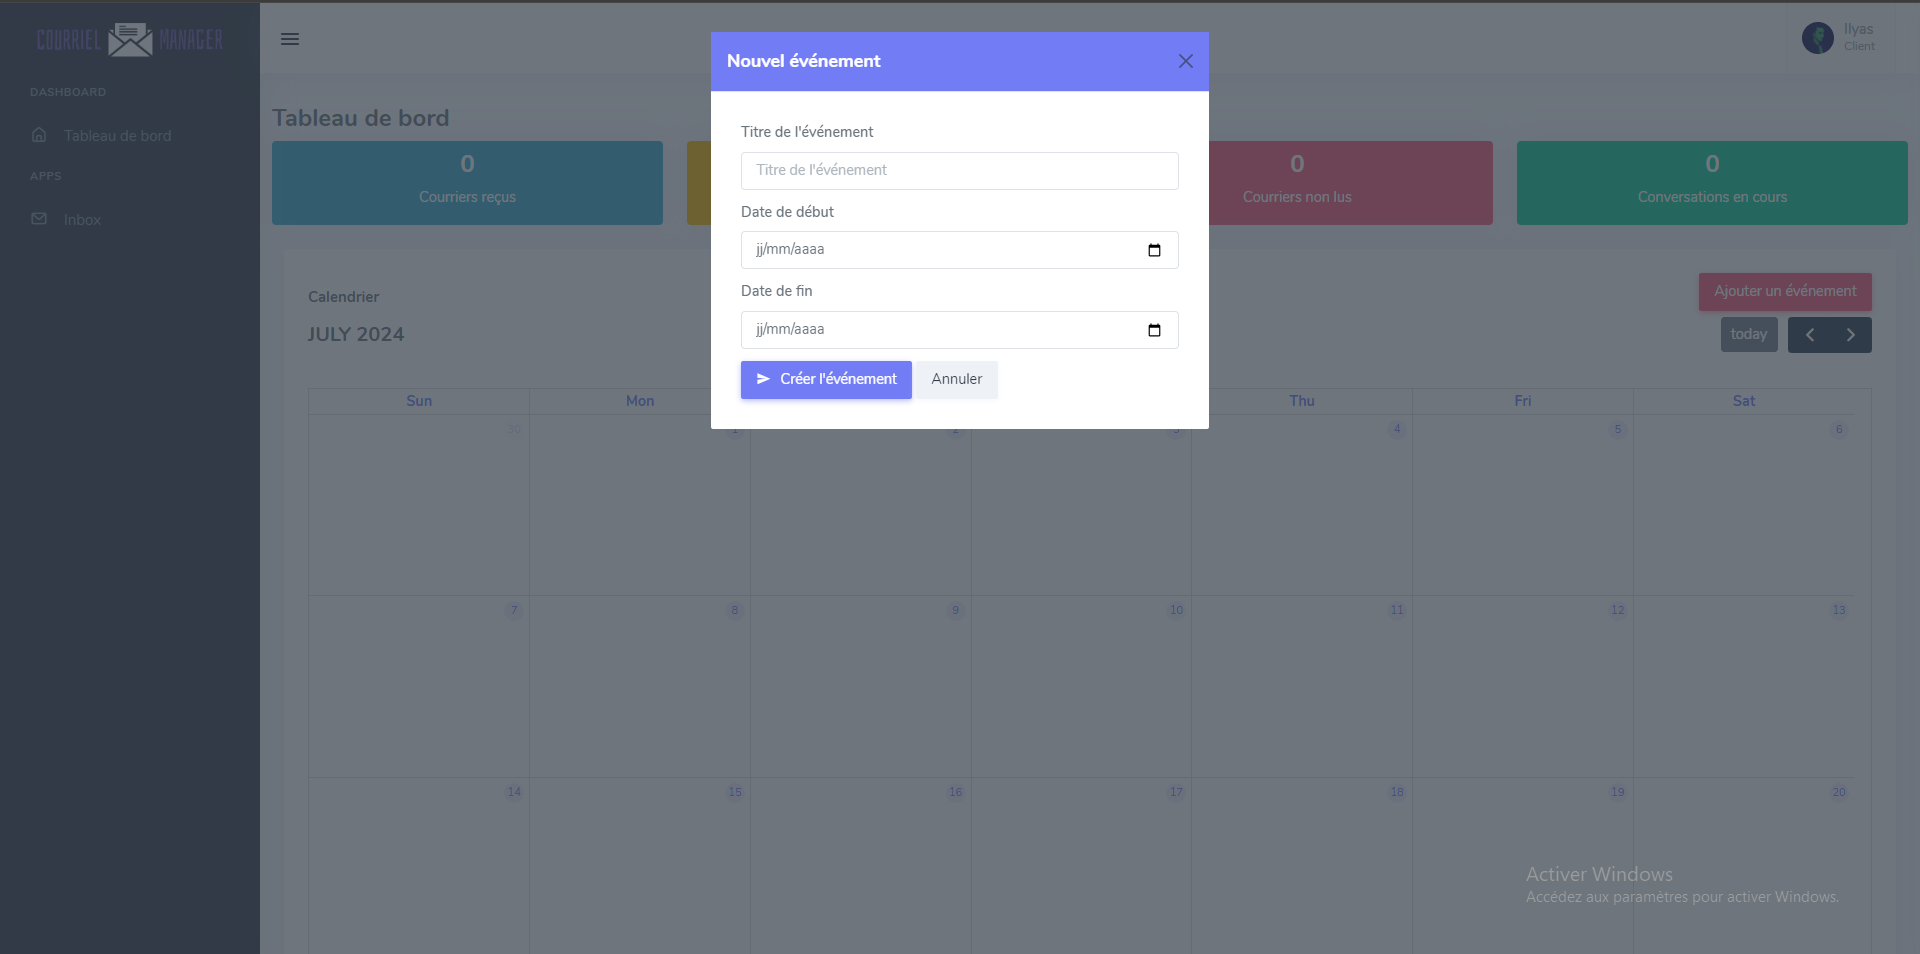 COURRIEL MANAGER
Ilyas
Client
DASHBOARD
Tableau de bord
APPS
Inbox
Nouvel événement
Titre de l'événement
Titre de l'événement
Date de début
jj/mm/aaaa
Date de fin
jj/mm/aaaa
Créer l'événement Annuler
Tableau de bord
0
Courriers reçus
0
Courriers non lus
0
Conversations en cours
Calendrier
Ajouter un événement
JULY 2024
today
Sun Mon Thu Fri Sat
30 1 2 3 4 5 6
7 8 9 10 11 12 13
14 15 16 17 18 19 20
Activer Windows
Accédez aux paramètres pour activer Windows.